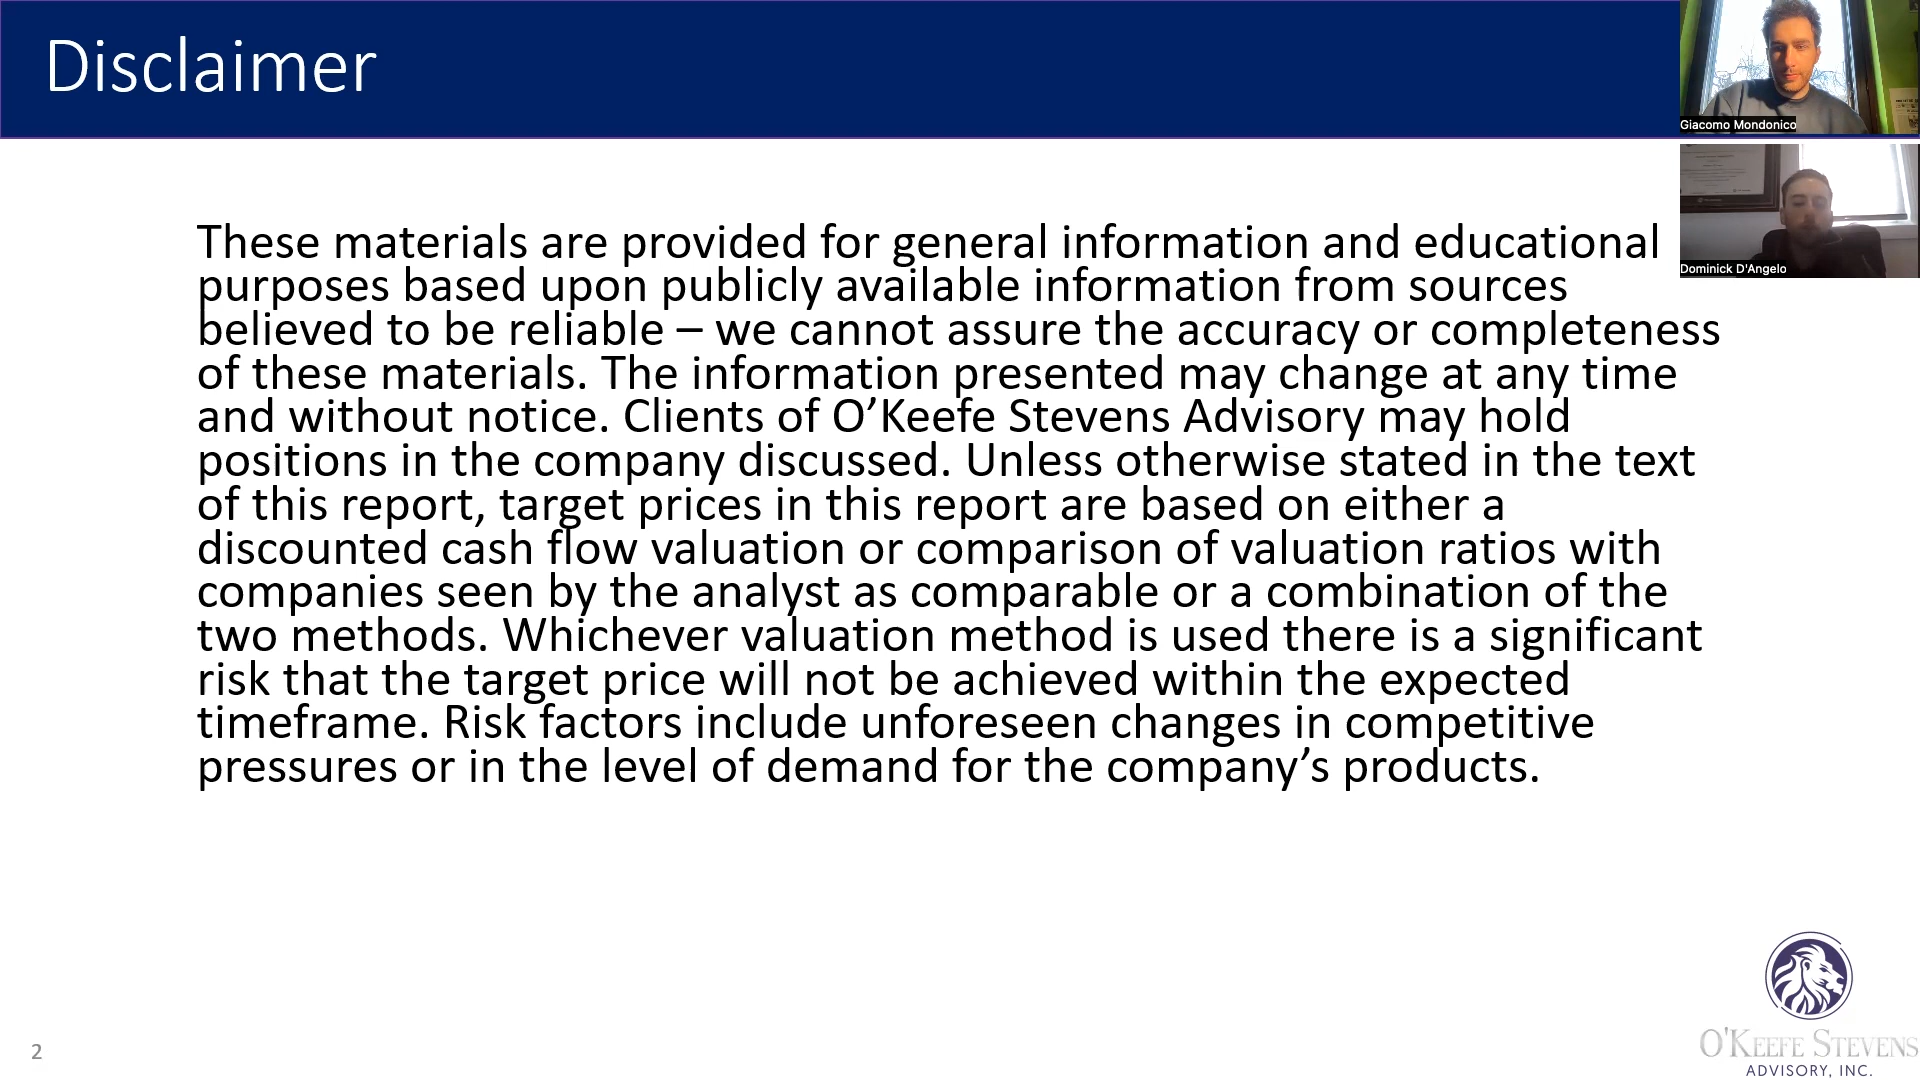 Disclaimer
Giacomo Mondonico
Dominick D'Angelo
These materials are provided for general information and educational
purposes based upon publicly available information from sources
believed to be reliable – we cannot assure the accuracy or completeness
of these materials. The information presented may change at any time
and without notice. Clients of O’Keefe Stevens Advisory may hold
positions in the company discussed. Unless otherwise stated in the text
of this report, target prices in this report are based on either a
discounted cash flow valuation or comparison of valuation ratios with
companies seen by the analyst as comparable or a combination of the
two methods. Whichever valuation method is used there is a significant
risk that the target price will not be achieved within the expected
timeframe. Risk factors include unforeseen changes in competitive
pressures or in the level of demand for the company’s products.
2
O'KEEFE STEVENS
ADVISORY, INC.